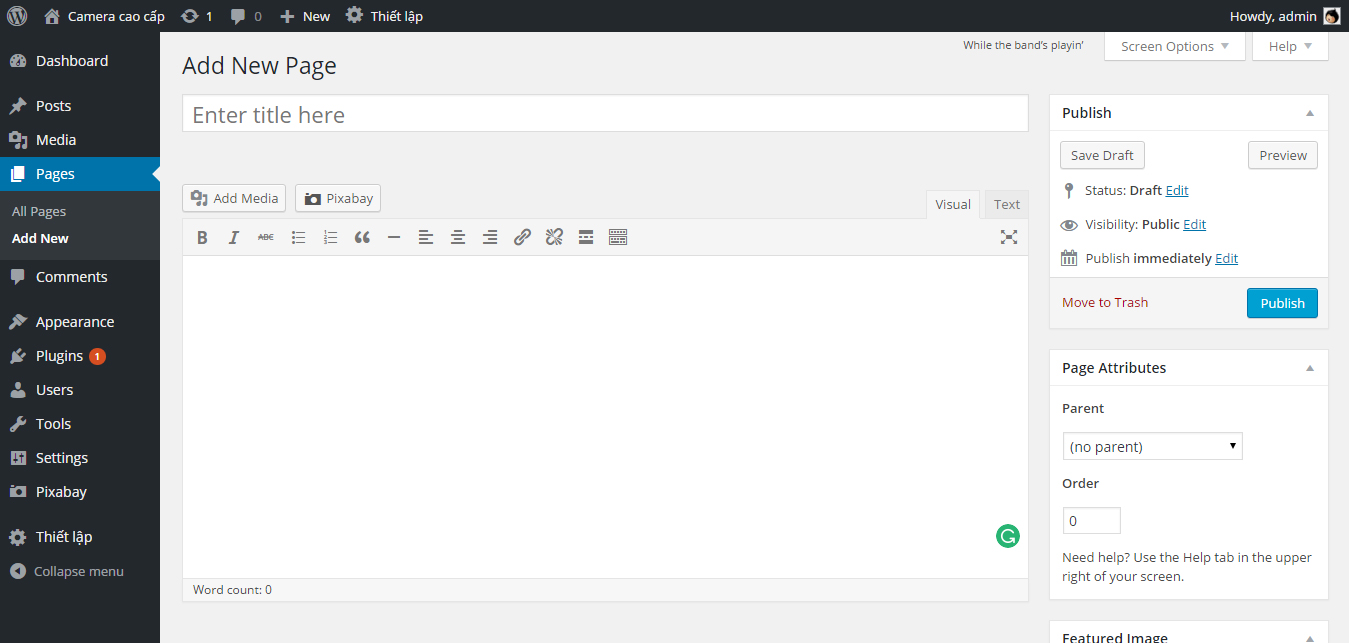 Camera cao cấp 1 0 New Thiết lập Howdy, admin
Dashboard
Posts
Media
Pages
All Pages
Add New
Comments
Appearance
Plugins 1
Users
Tools
Settings
Pixabay
Thiết lập
Collapse menu
While the band's playin' Screen Options Help
Add New Page
Enter title here
Add Media Pixabay
Visual Text
B I ABC
Word count: 0
Publish
Save Draft Preview
Status: Draft Edit
Visibility: Public Edit
Publish immediately Edit
Move to Trash Publish
Page Attributes
Parent
(no parent)
Order
0
Need help? Use the Help tab in the upper
right of your screen.
Featured Image